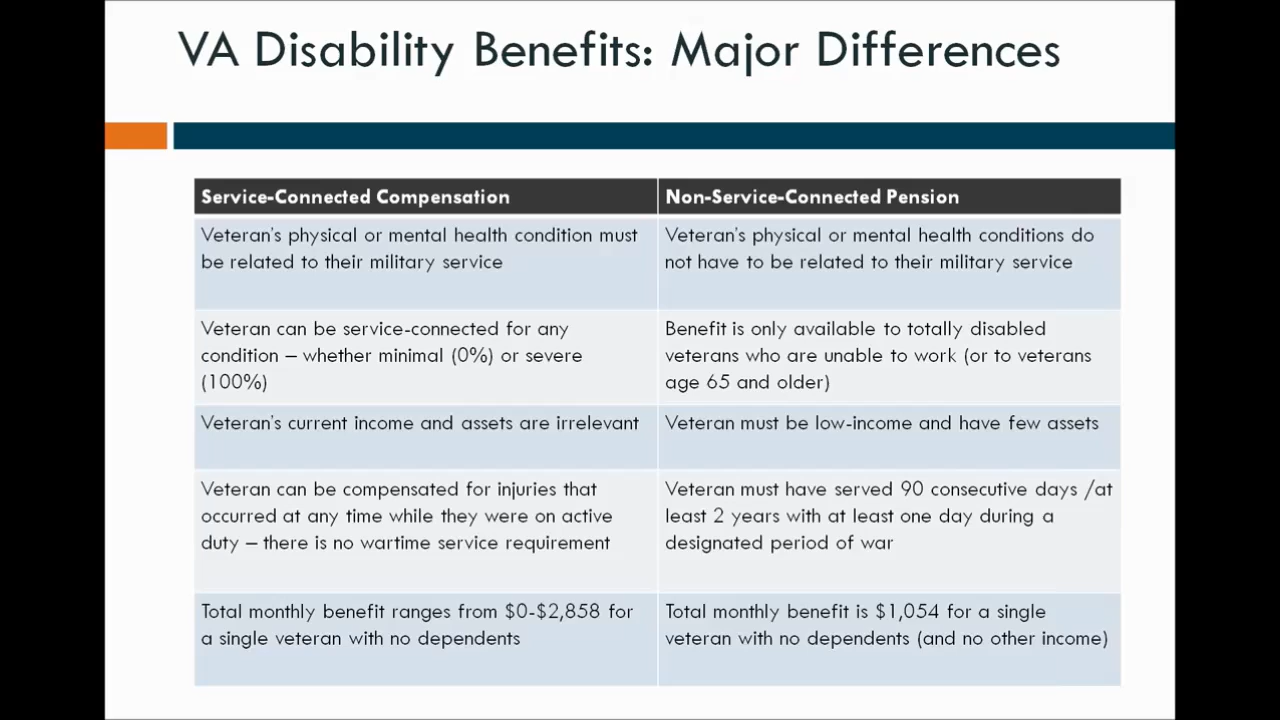 VA Disability Benefits: Major Differences
Service-Connected Compensation
Non-Service-Connected Pension
Veteran's physical or mental health condition must
be related to their military service
Veteran's physical or mental health conditions do
not have to be related to their military service
Veteran can be service-connected for any
condition – whether minimal (0%) or severe
(100%)
Benefit is only available to totally disabled
veterans who are unable to work (or to veterans
age 65 and older)
Veteran's current income and assets are irrelevant
Veteran must be low-income and have few assets
Veteran can be compensated for injuries that
occurred at any time while they were on active
duty – there is no wartime service requirement
Veteran must have served 90 consecutive days /at
least 2 years with at least one day during a
designated period of war
Total monthly benefit ranges from $0-$2,858 for
a single veteran with no dependents
Total monthly benefit is $1,054 for a single
veteran with no dependents (and no other income)